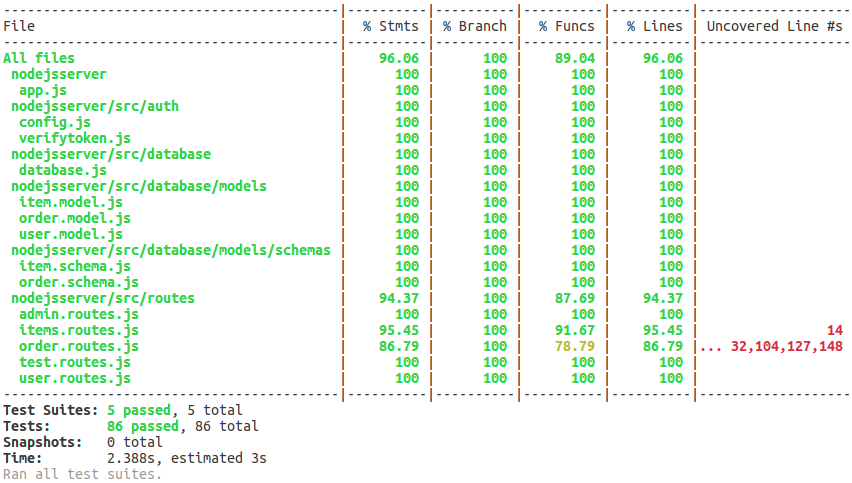 -----------------------------------------|----------|----------|----------|----------|-------------------|
File                                     |  % Stmts | % Branch |  % Funcs |  % Lines | Uncovered Line #s |
-----------------------------------------|----------|----------|----------|----------|-------------------|
All files                                |    96.06 |      100 |    89.04 |    96.06 |                   |
 nodejsserver                            |      100 |      100 |      100 |      100 |                   |
  app.js                                 |      100 |      100 |      100 |      100 |                   |
 nodejsserver/src/auth                   |      100 |      100 |      100 |      100 |                   |
  config.js                              |      100 |      100 |      100 |      100 |                   |
  verifytoken.js                         |      100 |      100 |      100 |      100 |                   |
 nodejsserver/src/database               |      100 |      100 |      100 |      100 |                   |
  database.js                            |      100 |      100 |      100 |      100 |                   |
 nodejsserver/src/database/models        |      100 |      100 |      100 |      100 |                   |
  item.model.js                          |      100 |      100 |      100 |      100 |                   |
  order.model.js                         |      100 |      100 |      100 |      100 |                   |
  user.model.js                          |      100 |      100 |      100 |      100 |                   |
 nodejsserver/src/database/models/schemas |      100 |      100 |      100 |      100 |                   |
  item.schema.js                         |      100 |      100 |      100 |      100 |                   |
  order.schema.js                        |      100 |      100 |      100 |      100 |                   |
 nodejsserver/src/routes                 |    94.37 |      100 |    87.69 |    94.37 |                   |
  admin.routes.js                        |      100 |      100 |      100 |      100 |                   |
  items.routes.js                        |    95.45 |      100 |    91.67 |    95.45 |                14 |
  order.routes.js                        |    86.79 |      100 |    78.79 |    86.79 |... 32,104,127,148 |
  test.routes.js                         |      100 |      100 |      100 |      100 |                   |
  user.routes.js                         |      100 |      100 |      100 |      100 |                   |
-----------------------------------------|----------|----------|----------|----------|-------------------|
Test Suites: 5 passed, 5 total
Tests:       86 passed, 86 total
Snapshots:   0 total
Time:        2.388s, estimated 3s
Ran all test suites.